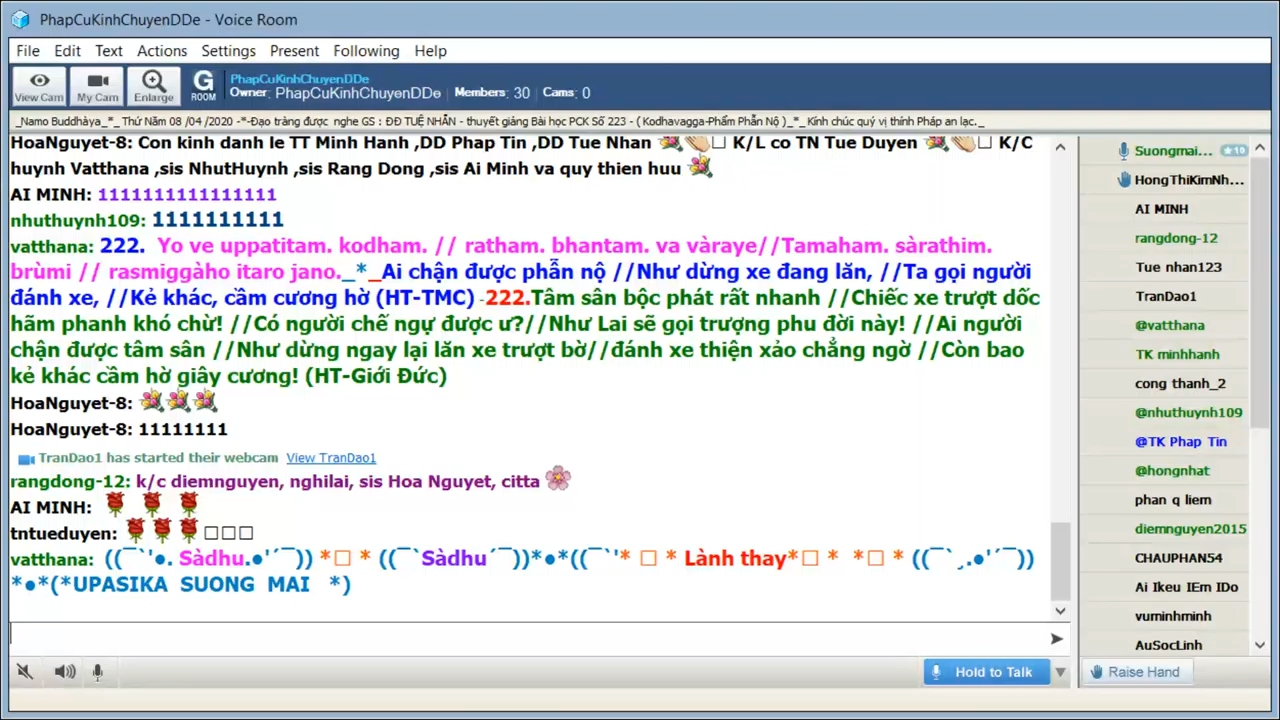 PhapCuKinhChuyenDDe - Voice Room
File Edit Text Actions Settings Present Following Help
View Cam My Cam Enlarge G ROOM
PhapCuKinhChuyenDDe
Owner: PhapCuKinhChuyenDDe Members: 30 Cams: 0
_Namo Buddhàya_*_ Thứ Năm 08 /04 /2020 -*-Đạo tràng được nghe GS : ĐĐ TUỆ NHẪN - thuyết giảng Bài học PCK Số 223 - ( Kodhavagga-Phẩm Phẫn Nộ )_*_ Kính chúc quý vị thính Pháp an lạc._
HoaNguyet-8: Con kinh danh le TT Minh Hanh ,DD Phap Tin ,DD Tue Nhan K/L co TN Tue Duyen K/C
huynh Vatthana ,sis NhutHuynh ,sis Rang Dong ,sis Ai Minh va quy thien huu
AI MINH: 1111111111111111
nhuthuynh109: 1111111111
vatthana: 222. Yo ve uppatitam. kodham. // ratham. bhantam. va vàraye//Tamaham. sàrathim.
brùmi // rasmiggàho itaro jano._*_Ai chận được phẫn nộ //Như dừng xe đang lăn, //Ta gọi người
đánh xe, //Kẻ khác, cầm cương hờ (HT-TMC) -222.Tâm sân bộc phát rất nhanh //Chiếc xe trượt dốc
hãm phanh khó chừ! //Có người chế ngự được ư?//Như Lai sẽ gọi trượng phu đời này! //Ai người
chận được tâm sân //Như dừng ngay lại lăn xe trượt bờ//đánh xe thiện xảo chẳng ngờ //Còn bao
kẻ khác cầm hờ giây cương! (HT-Giới Đức)
HoaNguyet-8:
HoaNguyet-8: 11111111
TranDao1 has started their webcam View TranDao1
rangdong-12: k/c diemnguyen, nghilai, sis Hoa Nguyet, citta
AI MINH:
tntueduyen: □□□
vatthana: ((¯`'●. Sàdhu.●'´¯)) *□ * ((¯`Sàdhu´¯))*●*((¯`'* □ * Lành thay*□ * *□ * ((¯`¸.●'´¯))
*●*(*UPASIKA SUONG MAI *)
Hold to Talk
Suongmai... 10
HongThiKimNh...
AI MINH
rangdong-12
Tue nhan123
TranDao1
@vatthana
TK minhhanh
cong thanh_2
@nhuthuynh109
@TK Phap Tin
@hongnhat
phan q liem
diemnguyen2015
CHAUPHAN54
Ai Ikeu IEm IDo
vuminhminh
AuSocLinh
Raise Hand